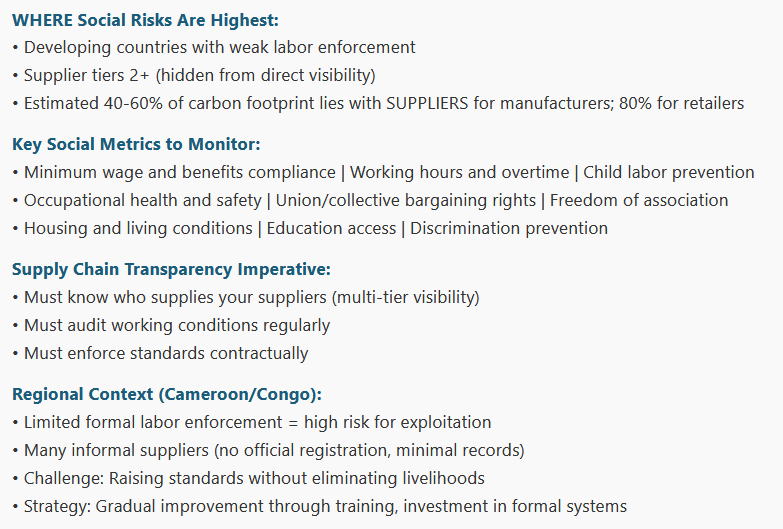 WHERE Social Risks Are Highest:
• Developing countries with weak labor enforcement
• Supplier tiers 2+ (hidden from direct visibility)
• Estimated 40-60% of carbon footprint lies with SUPPLIERS for manufacturers; 80% for retailers
Key Social Metrics to Monitor:
• Minimum wage and benefits compliance | Working hours and overtime | Child labor prevention
• Occupational health and safety | Union/collective bargaining rights | Freedom of association
• Housing and living conditions | Education access | Discrimination prevention
Supply Chain Transparency Imperative:
• Must know who supplies your suppliers (multi-tier visibility)
• Must audit working conditions regularly
• Must enforce standards contractually
Regional Context (Cameroon/Congo):
• Limited formal labor enforcement = high risk for exploitation
• Many informal suppliers (no official registration, minimal records)
• Challenge: Raising standards without eliminating livelihoods
• Strategy: Gradual improvement through training, investment in formal systems